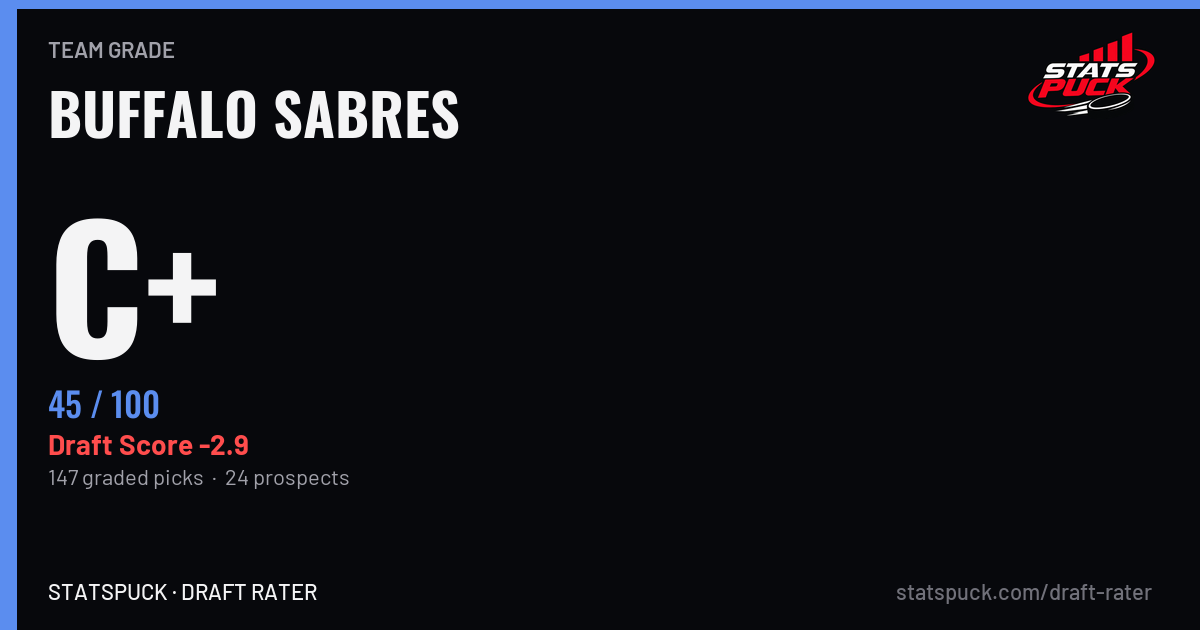 TEAM GRADE
BUFFALO SABRES
STATS
PUCK
C+
45 / 100
Draft Score -2.9
147 graded picks · 24 prospects
STATSPUCK · DRAFT RATER
statspuck.com/draft-rater